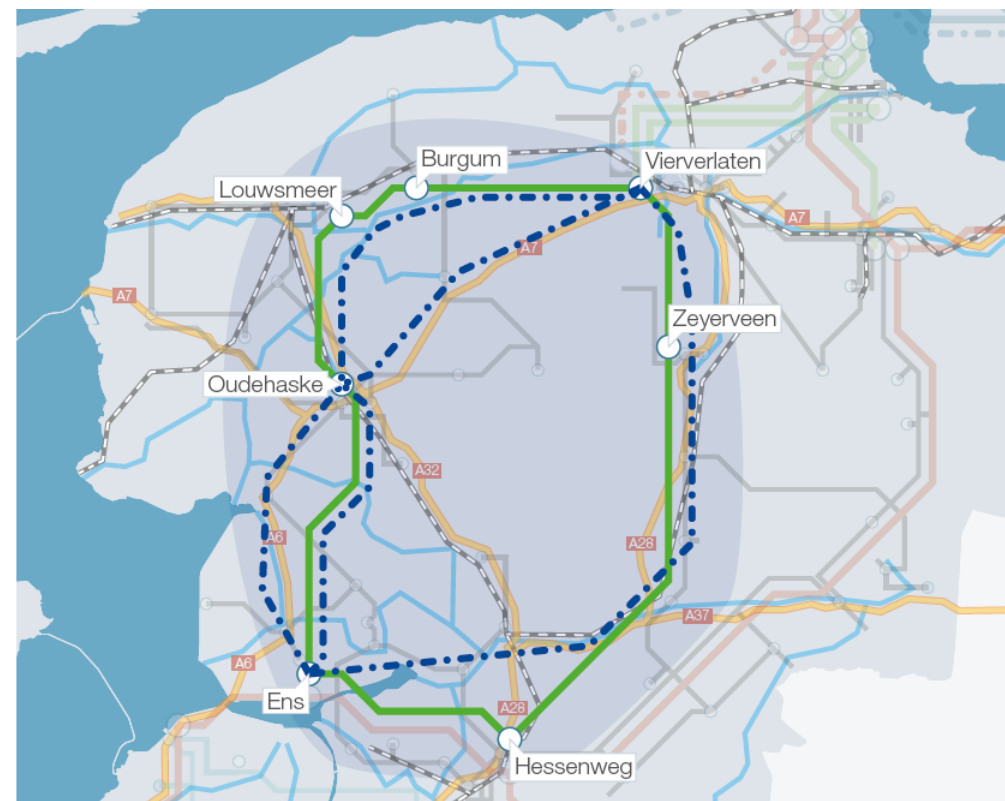 Burgum
Vierverlaten
Louwsmeer
A7
A7
A7
Zeyerveen
Oudehaske
A32
A6
A28
A37
A6
Ens
A28
Hessenweg